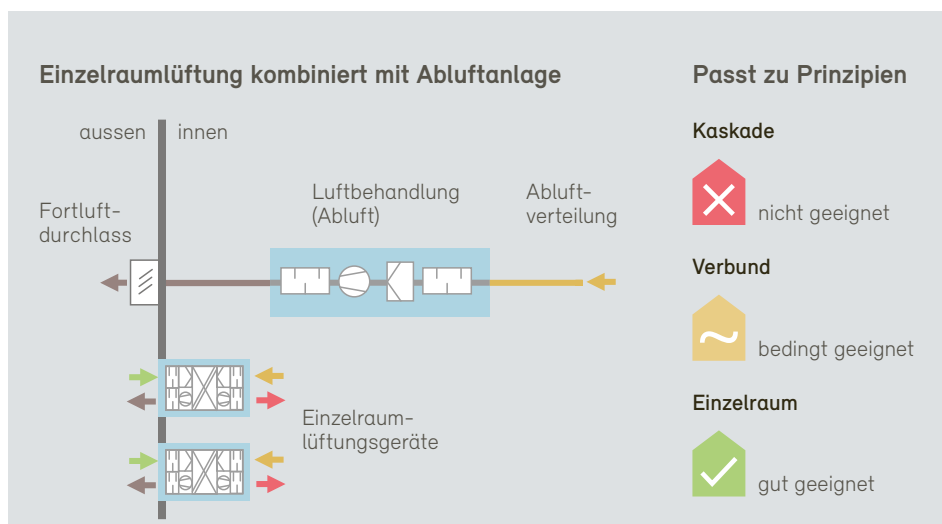 Einzelraumlüftung kombiniert mit Abluftanlage
aussen
innen
Fortluft-
durchlass
Luftbehandlung
(Abluft)
Abluft-
verteilung
Einzelraum-
lüftungsgeräte
Passt zu Prinzipien
Kaskade
nicht geeignet
Verbund
bedingt geeignet
Einzelraum
gut geeignet